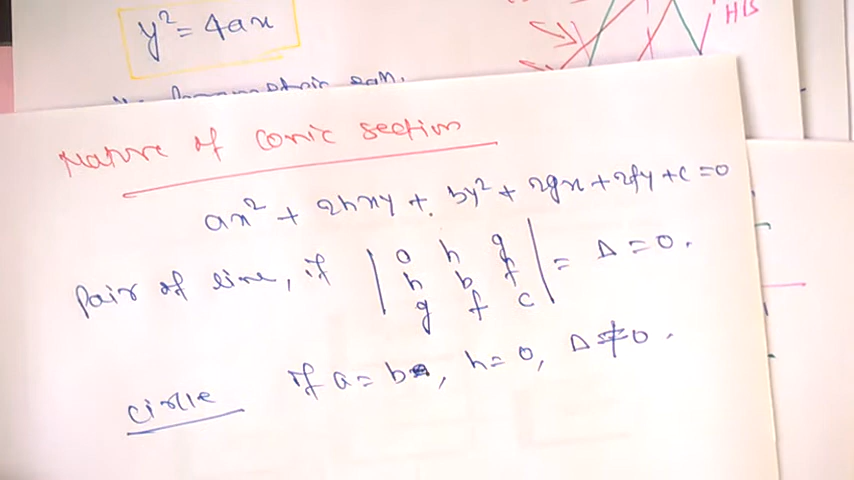 y² = 4ax
HIS
Nature of Conic section
ax² + 2hxy + by² + 2gx + 2fy + c = 0
Pair of line, if | a h g | = Δ = 0.
| h b f |
| g f c |
circle if a = b, h = 0, Δ ≠ 0.